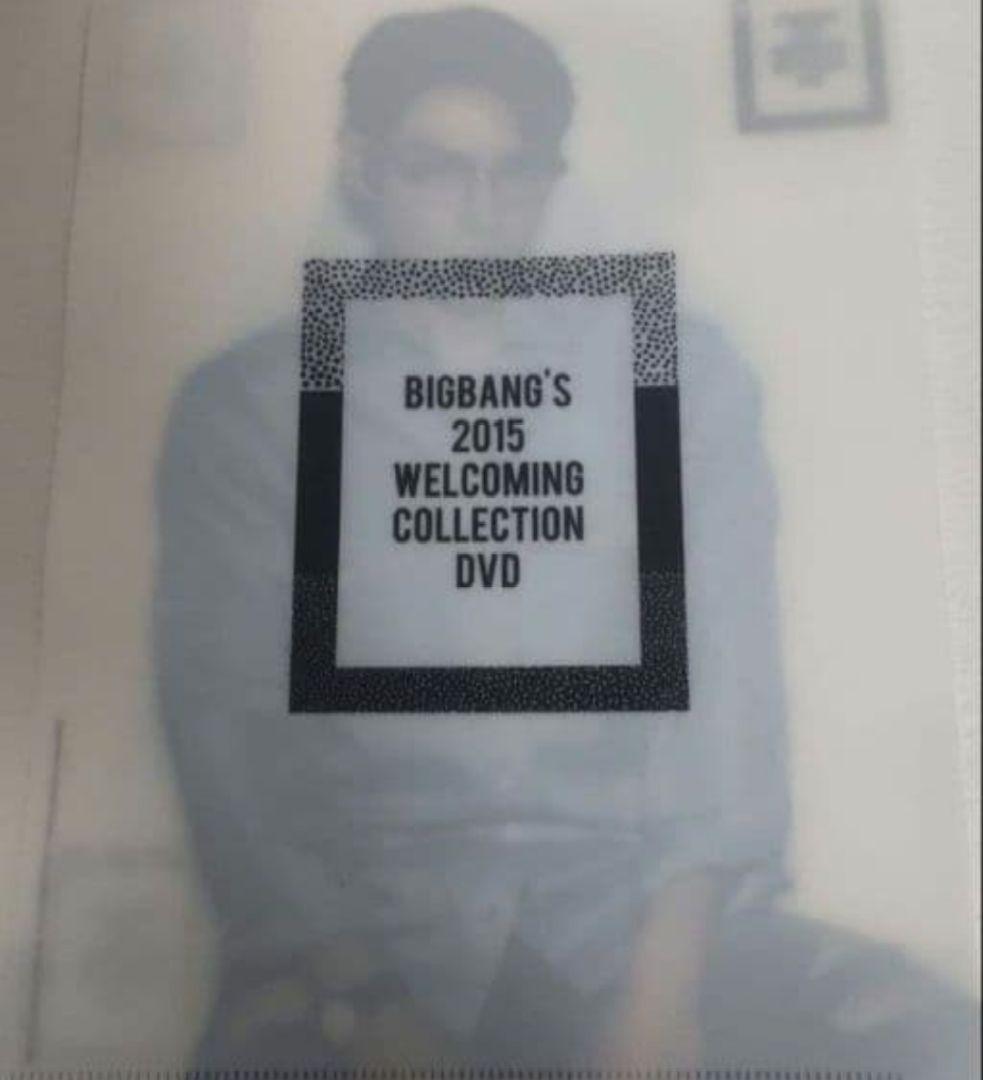 BIGBANG'S
2015
WELCOMING
COLLECTION
DVD